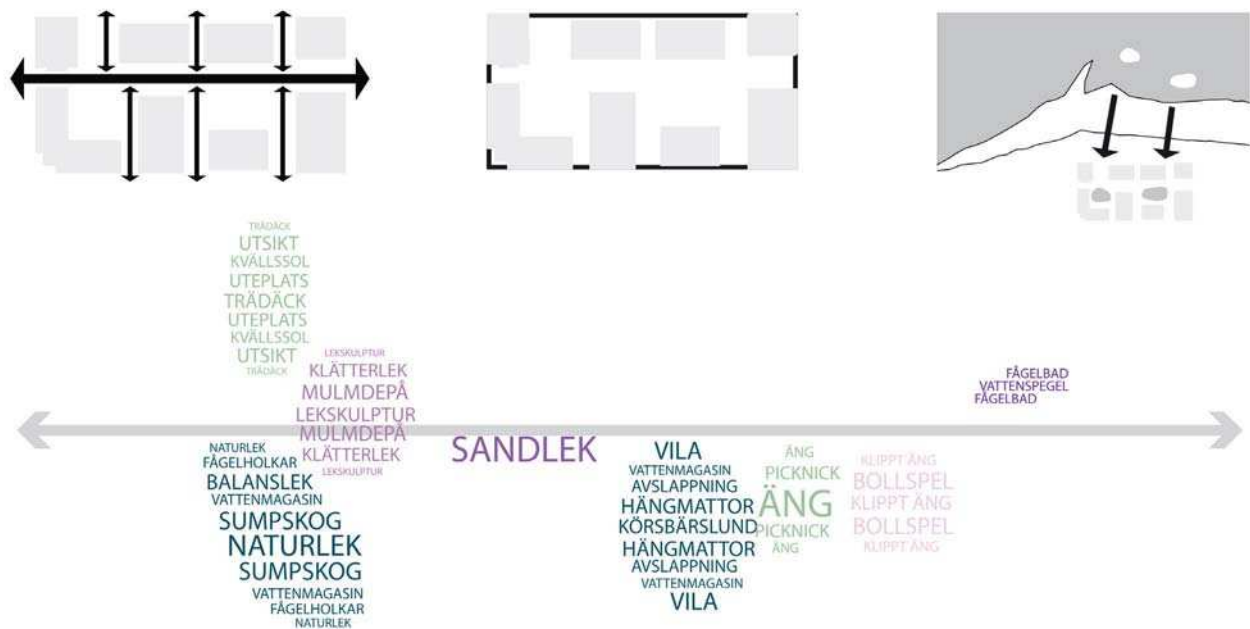 TRÄDÄCK
UTSIKT
KVÄLLSSOL
UTEPLATS
TRÄDÄCK
UTEPLATS
KVÄLLSSOL
UTSIKT
TRÄDÄCK
LEKSKULPTUR
KLÄTTERLEK
MULMDEPÅ
LEKSKULPTUR
MULMDEPÅ
KLÄTTERLEK
LEKSKULPTUR
NATURLEK
FÅGELHOLKAR
BALANSLEK
VATTENMAGASIN
SUMPSKOG
NATURLEK
SUMPSKOG
VATTENMAGASIN
FÅGELHOLKAR
NATURLEK
SANDLEK
VILA
VATTENMAGASIN
AVSLAPPNING
HÄNGMATTOR
KÖRSBÄRSLUND
HÄNGMATTOR
AVSLAPPNING
VATTENMAGASIN
VILA
ÄNG
PICKNICK
ÄNG
PICKNICK
ÄNG
KLIPPT ÄNG
BOLLSPEL
KLIPPT ÄNG
BOLLSPEL
KLIPPT ÄNG
FÅGELBAD
VATTENSPEGEL
FÅGELBAD